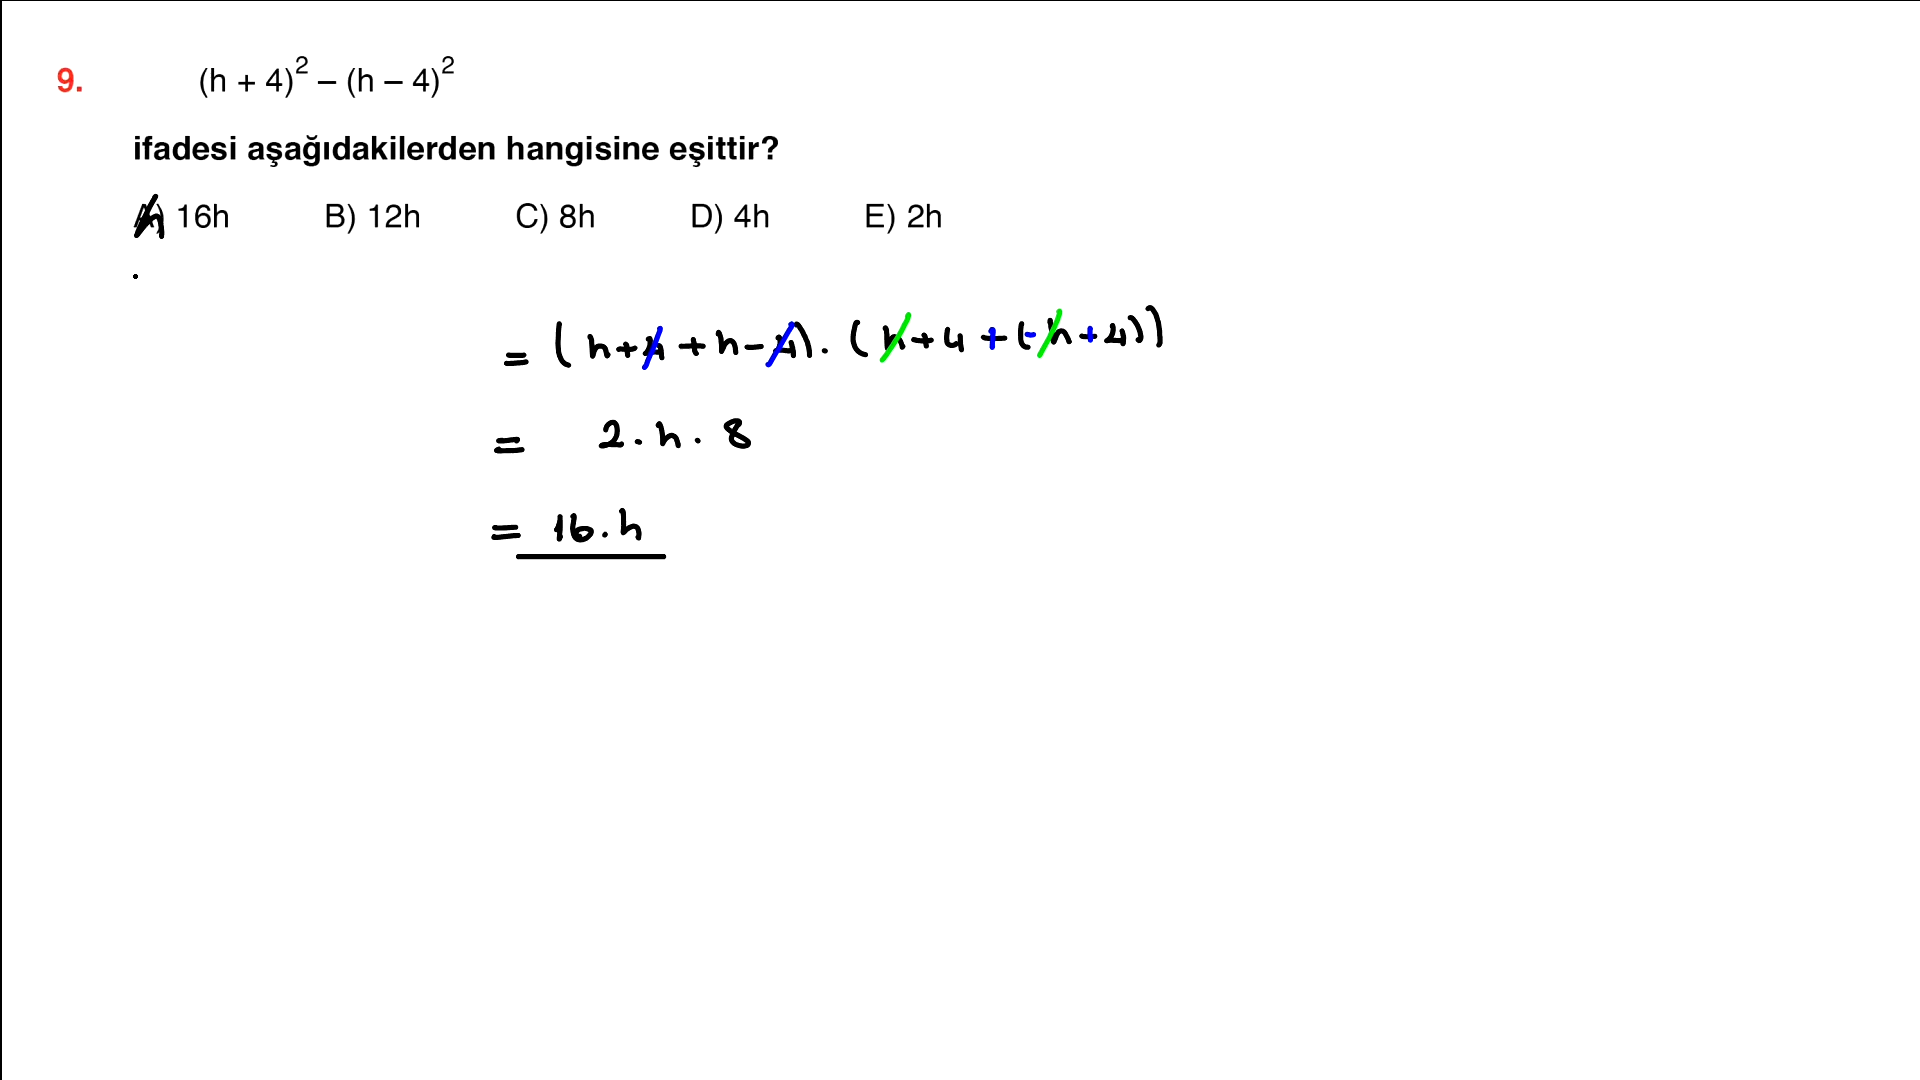 9. (h + 4)² – (h – 4)²
ifadesi aşağıdakilerden hangisine eşittir?
A) 16h B) 12h C) 8h D) 4h E) 2h
= (h+4+h-4).(h+4+(-h+4))
= 2.h.8
= 16.h